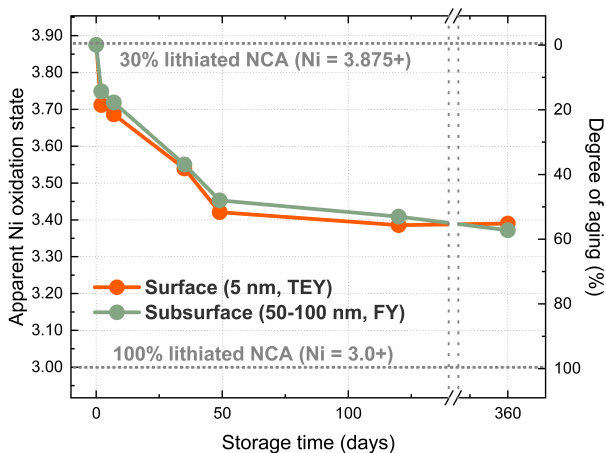 3.90
3.80
3.70
3.60
3.50
3.40
3.30
3.20
3.10
3.00
Apparent Ni oxidation state
30% lithiated NCA (Ni = 3.875+)
Surface (5 nm, TEY)
Subsurface (50-100 nm, FY)
100% lithiated NCA (Ni = 3.0+)
0
20
40
60
80
100
Degree of aging (%)
0
50
100
360
Storage time (days)